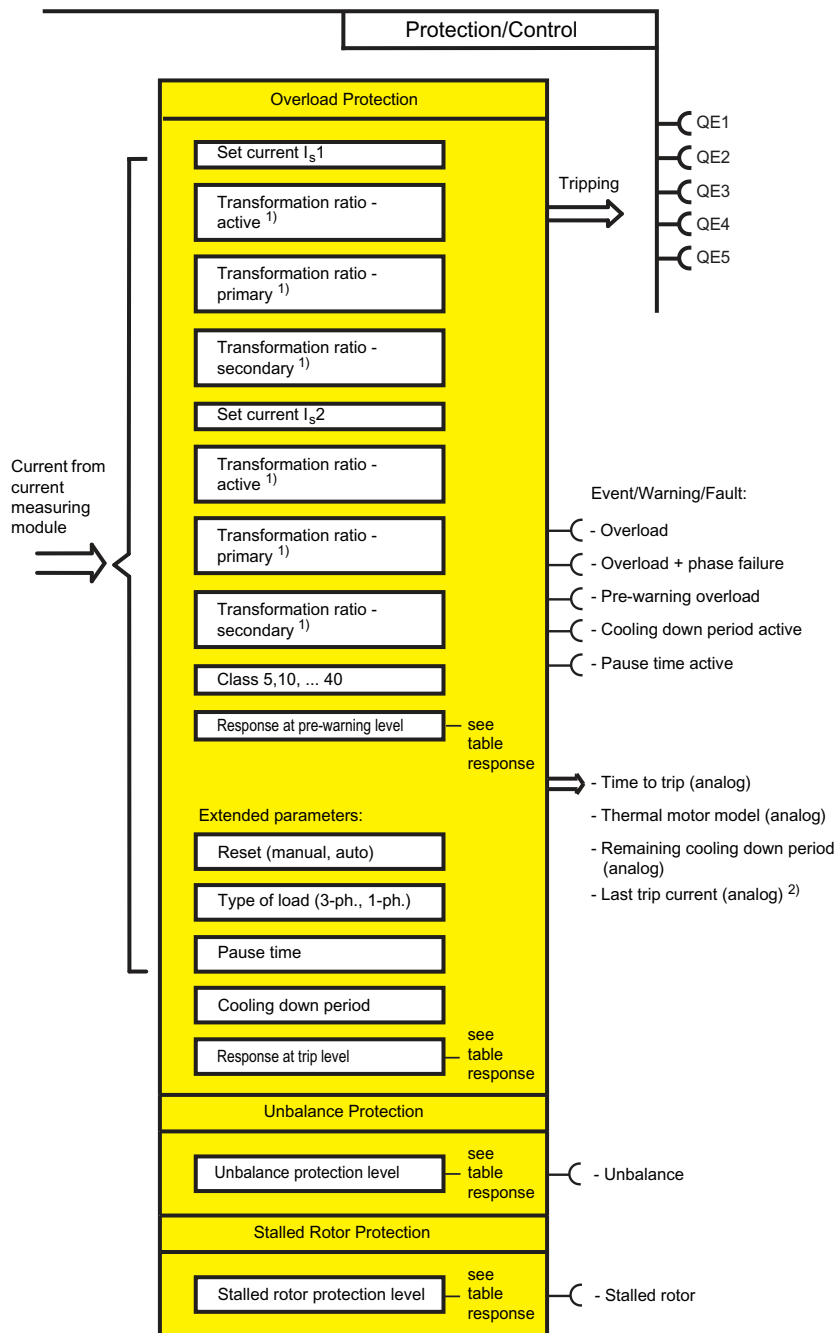 Protection/Control
Overload Protection
QE1
QE2
QE3
QE4
QE5
Tripping
Set current Is1
Transformation ratio -
active 1)
Transformation ratio -
primary 1)
Transformation ratio -
secondary 1)
Set current Is2
Transformation ratio -
active 1)
Transformation ratio -
primary 1)
Transformation ratio -
secondary 1)
Class 5,10, ... 40
Response at pre-warning level
see
table
response
Current from
current
measuring
module
Event/Warning/Fault:
- Overload
- Overload + phase failure
- Pre-warning overload
- Cooling down period active
- Pause time active
- Time to trip (analog)
- Thermal motor model (analog)
- Remaining cooling down period
(analog)
- Last trip current (analog) 2)
Extended parameters:
Reset (manual, auto)
Type of load (3-ph., 1-ph.)
Pause time
Cooling down period
Response at trip level
see
table
response
Unbalance Protection
Unbalance protection level
see
table
response
- Unbalance
Stalled Rotor Protection
Stalled rotor protection level
see
table
response
- Stalled rotor